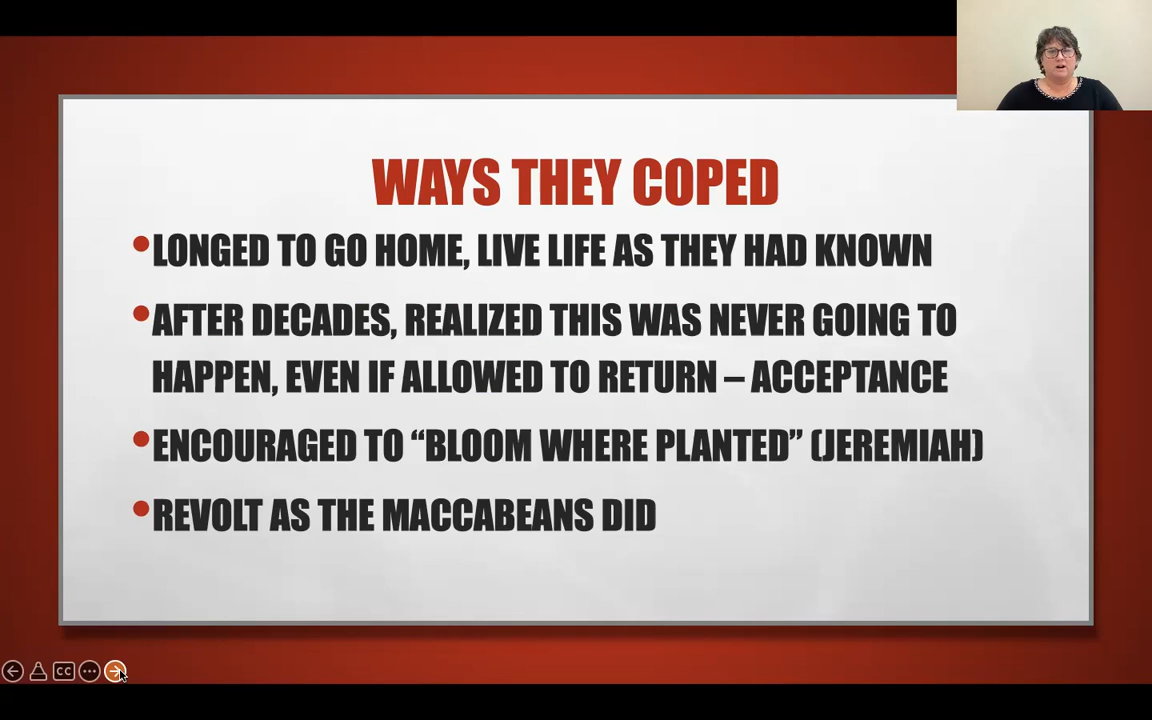 WAYS THEY COPED
•LONGED TO GO HOME, LIVE LIFE AS THEY HAD KNOWN
•AFTER DECADES, REALIZED THIS WAS NEVER GOING TO
HAPPEN, EVEN IF ALLOWED TO RETURN – ACCEPTANCE
•ENCOURAGED TO “BLOOM WHERE PLANTED” (JEREMIAH)
•REVOLT AS THE MACCABEANS DID
CC